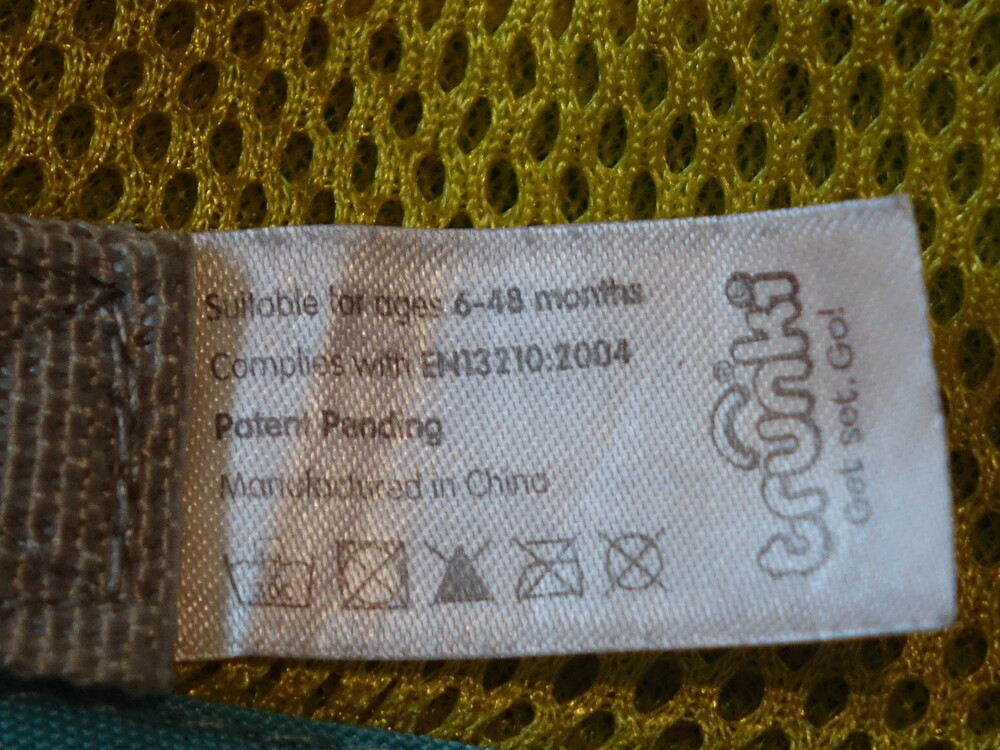 Suitable for ages 6-48 months
Complies with EN13210:2004
Patent Pending
Manufactured in China
trunki
Get set. Go!